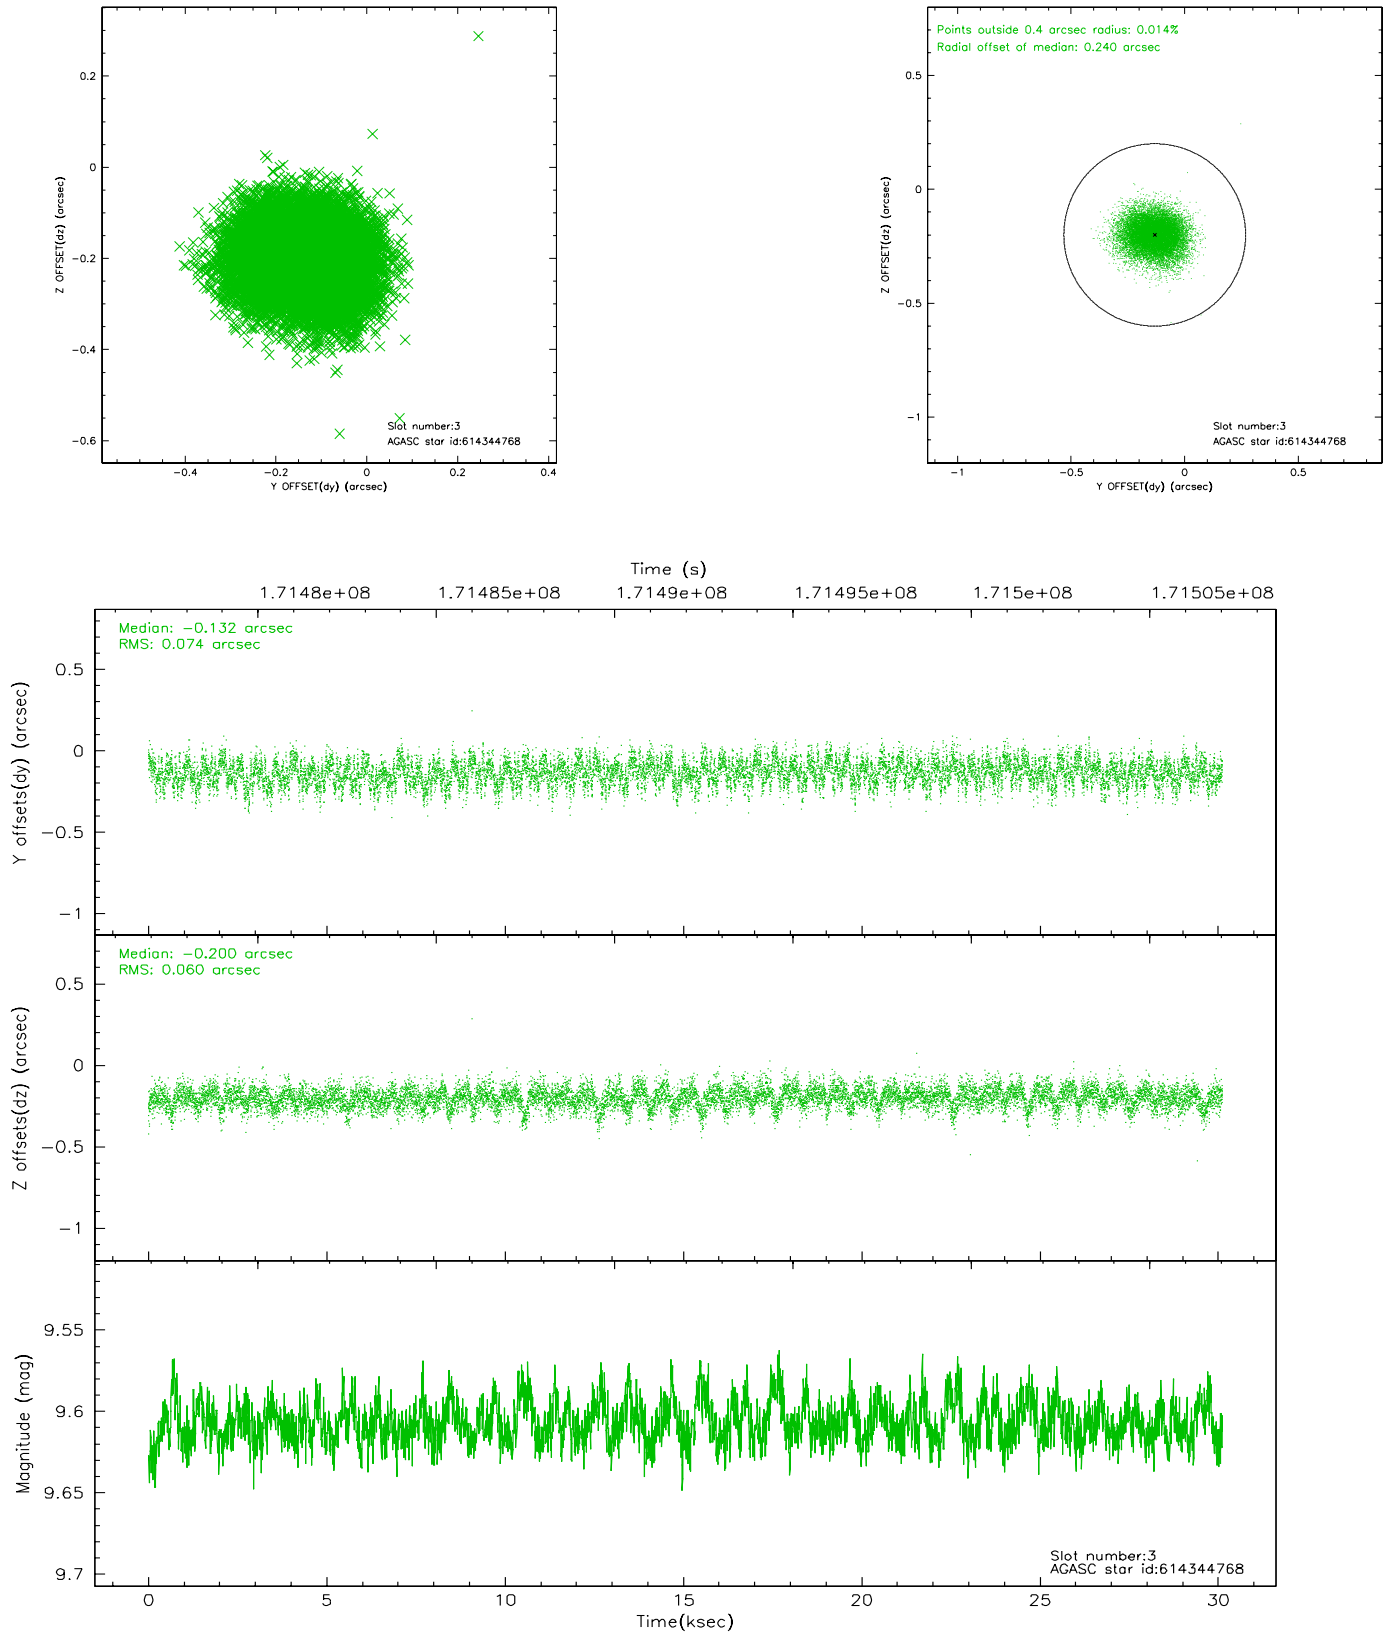 0.2
0
−0.2
−0.4
−0.6
Z OFFSET(dz) (arcsec)
Slot number:3
AGASC star id:614344768
−0.4
−0.2
0
0.2
0.4
Y OFFSET(dy) (arcsec)
Points outside 0.4 arcsec radius: 0.014%
Radial offset of median: 0.240 arcsec
0.5
0
−0.5
−1
Z OFFSET(dz) (arcsec)
Slot number:3
AGASC star id:614344768
−1
−0.5
0
0.5
Y OFFSET(dy) (arcsec)
Time (s)
1.7148e+08
1.71485e+08
1.7149e+08
1.71495e+08
1.715e+08
1.71505e+08
Median: −0.132 arcsec
RMS: 0.074 arcsec
0.5
0
−0.5
−1
Y offsets(dy) (arcsec)
Median: −0.200 arcsec
RMS: 0.060 arcsec
0.5
0
−0.5
−1
Z offsets(dz) (arcsec)
9.55
9.6
9.65
9.7
Magnitude (mag)
Slot number:3
AGASC star id:614344768
0
5
10
15
20
25
30
Time(ksec)